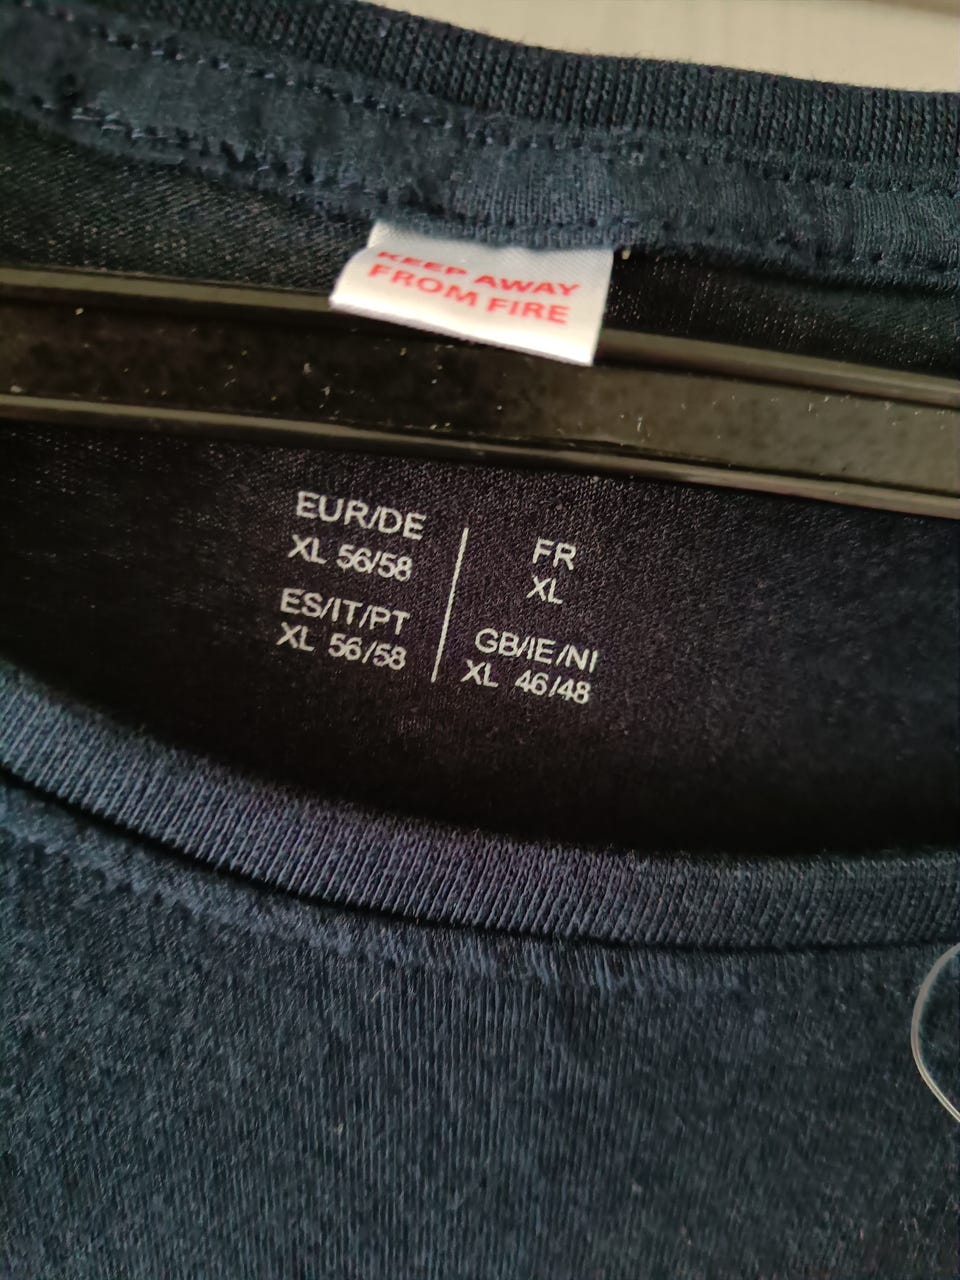 KEEP AWAY
FROM FIRE
EUR/DE
XL 56/58
ES/IT/PT
XL 56/58
FR
XL
GB/IE/NI
XL 46/48